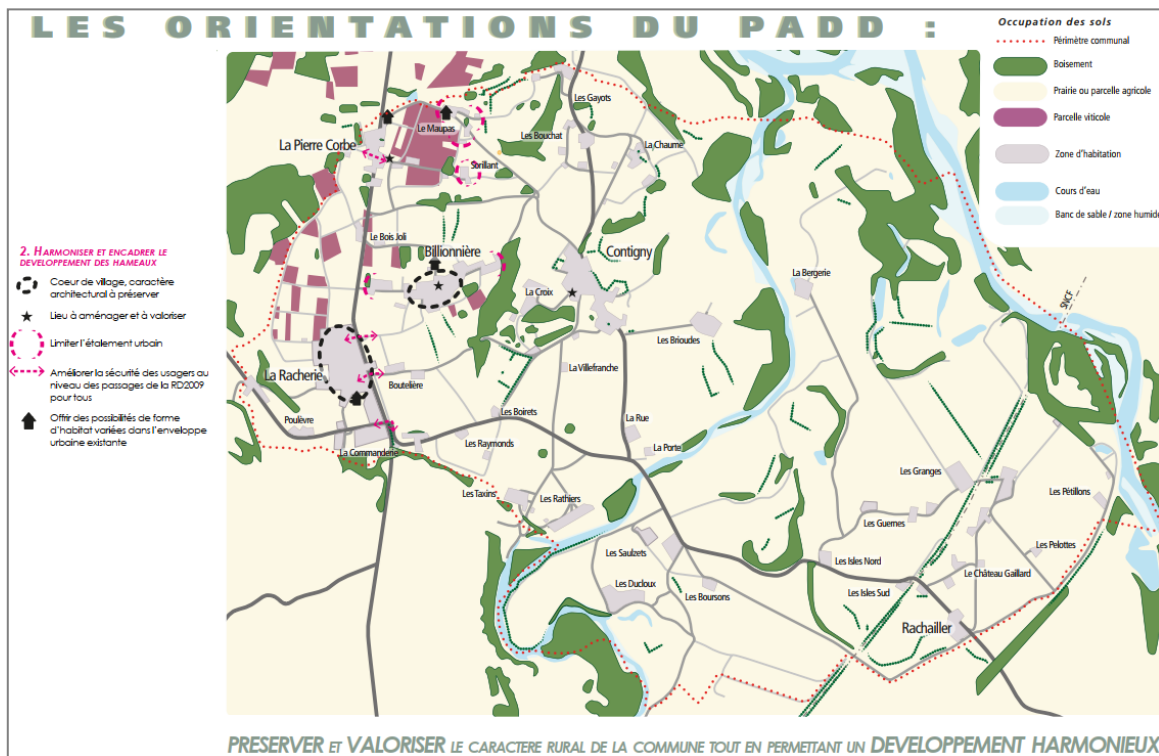 LES ORIENTATIONS DU PADD :
Occupation des sols
Périmètre communal
Boisement
Prairie ou parcelle agricole
Parcelle viticole
Zone d'habitation
Cours d'eau
Banc de sable / zone humide
2. HARMONISER ET ENCADRER LE
DEVELOPPEMENT DES HAMEAUX
Coeur de village, caractère
architectural à préserver
Lieu à aménager et à valoriser
Limiter l'étalement urbain
Améliorer la sécurité des usagers au
niveau des passages de la RD2009
pour tous
Offrir des possibilités de forme
d'habitat variées dans l'enveloppe
urbaine existante
Les Gayots
Le Maupas
Les Bouchat
La Pierre Corbe
La Chaume
Sorillant
Le Bois Joli
Billionnière
Contigny
La Bergerie
La Croix
SNCF
Les Brioudes
La Villefranche
La Racherie
Boutelière
Les Boirets
Poulèvre
La Rue
Les Raymonds
La Commanderie
La Porte
Les Granges
Les Taxins
Les Rathiers
Les Pétillons
Les Guernes
Les Saulzets
Les Pelottes
Les Isles Nord
Le Château Gaillard
Les Ducloux
Les Boursons
Les Isles Sud
Rachailler
PRESERVER ET VALORISER LE CARACTERE RURAL DE LA COMMUNE TOUT EN PERMETTANT UN DEVELOPPEMENT HARMONIEUX